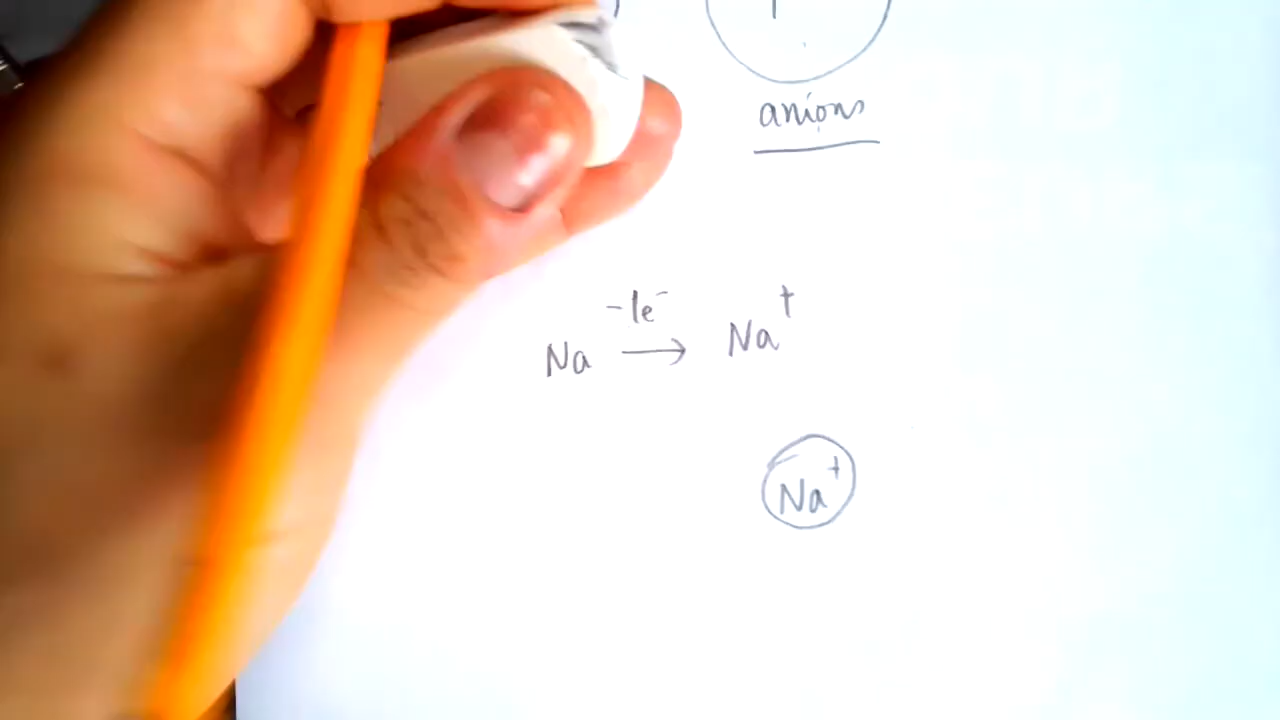 anions
-1e⁻
Na → Na⁺
Na⁺